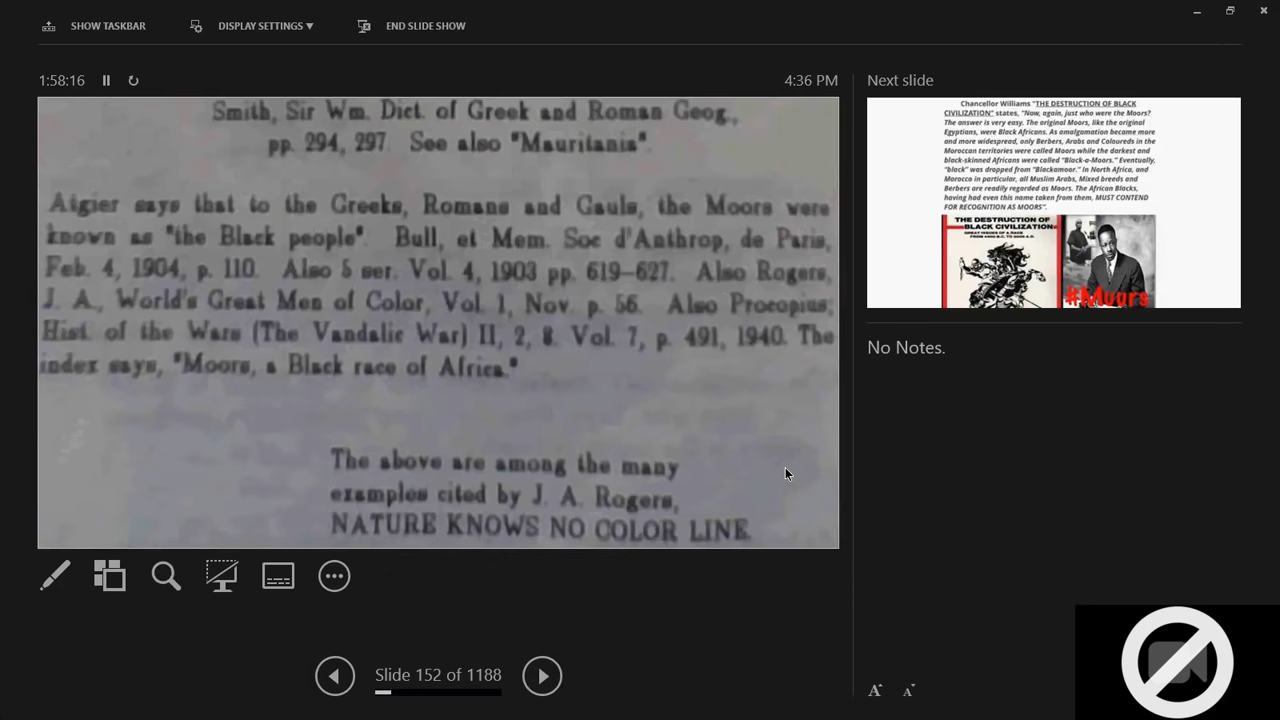 SHOW TASKBAR
DISPLAY SETTINGS ▼
END SLIDE SHOW
1:58:16
4:36 PM
Smith, Sir Wm. Dict. of Greek and Roman Geog.,
pp. 294, 297. See also "Mauritania".
Atgier says that to the Greeks, Romans and Gauls, the Moors were
known as "the Black people". Bull, et Mem. Soc d'Anthrop, de Paris,
Feb. 4, 1904, p. 110. Also 5 ser. Vol. 4, 1903 pp. 619-627. Also Rogers,
J. A., World's Great Men of Color, Vol. 1, Nov. p. 56. Also Procopius;
Hist. of the Wars (The Vandalic War) II, 2, 8. Vol. 7, p. 491, 1940. The
index says, "Moors, a Black race of Africa."
The above are among the many
examples cited by J. A. Rogers,
NATURE KNOWS NO COLOR LINE.
Slide 152 of 1188
Next slide
Chancellor Williams "THE DESTRUCTION OF BLACK
CIVILIZATION" states, "Now, again, just who were the Moors?
The answer is very easy. The original Moors, like the original
Egyptians, were Black Africans. As amalgamation became more
and more widespread, only Berbers, Arabs and Coloureds in the
Moroccan territories were called Moors while the darkest and
black-skinned Africans were called "Black-a-Moors." Eventually,
"black" was dropped from "Blackamoor." In North Africa, and
Morocco in particular, all Muslim Arabs, Mixed breeds and
Berbers are readily regarded as Moors. The African Blacks,
having had even this name taken from them, MUST CONTEND
FOR RECOGNITION AS MOORS".
THE DESTRUCTION OF
BLACK CIVILIZATION
GREAT ISSUES OF A RACE
FROM 4500 B.C. TO 2000 A.D.
#Moors
No Notes.
A A